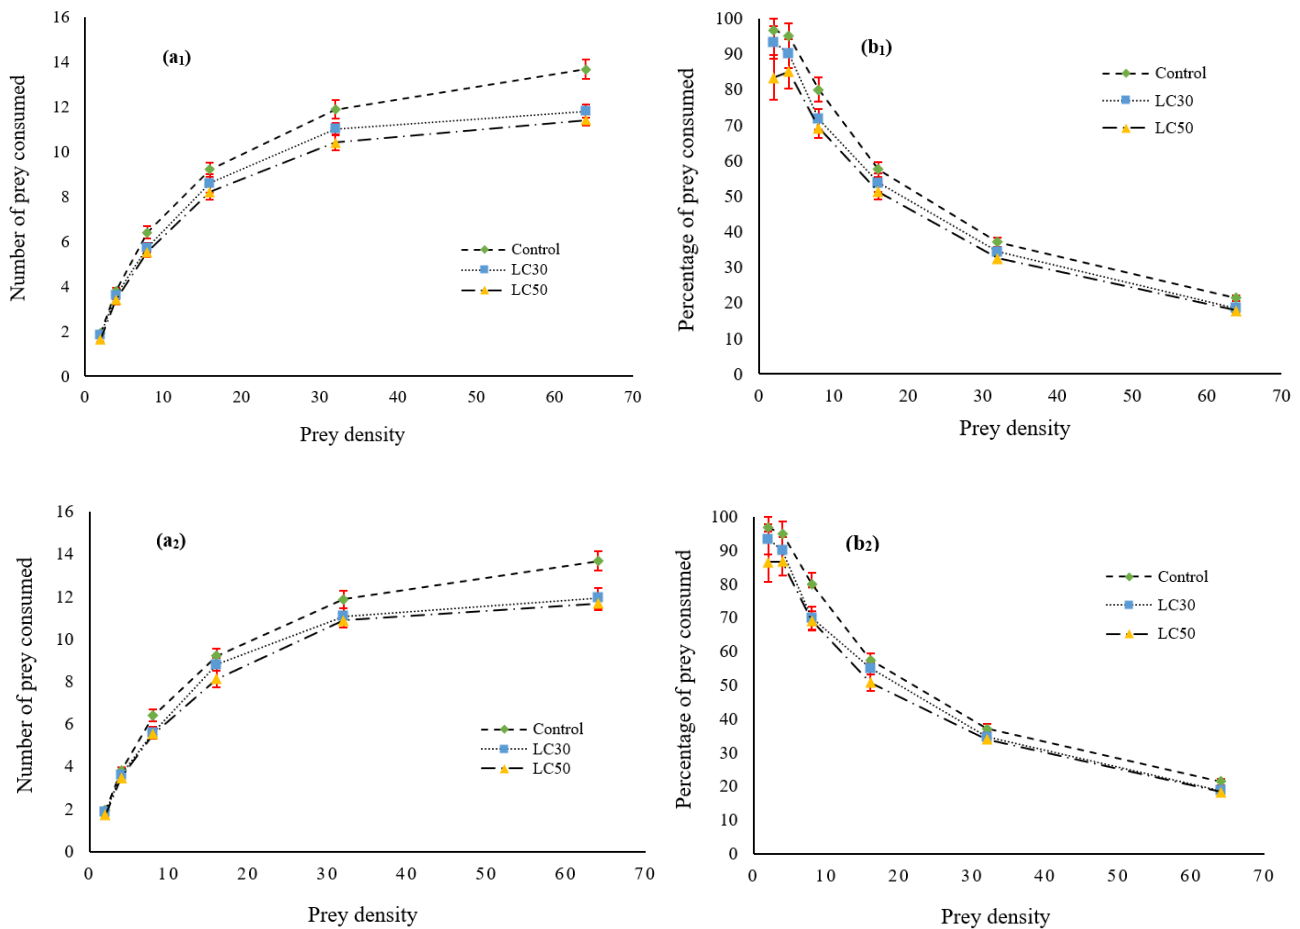 (a1)
Number of prey consumed
16
14
12
10
8
6
4
2
0
0 10 20 30 40 50 60 70
Prey density
Control
LC30
LC50
(b1)
Percentage of prey consumed
100
90
80
70
60
50
40
30
20
10
0
0 10 20 30 40 50 60 70
Prey density
Control
LC30
LC50
(a2)
Number of prey consumed
16
14
12
10
8
6
4
2
0
0 10 20 30 40 50 60 70
Prey density
Control
LC30
LC50
(b2)
Percentage of prey consumed
100
90
80
70
60
50
40
30
20
10
0
0 10 20 30 40 50 60 70
Prey density
Control
LC30
LC50